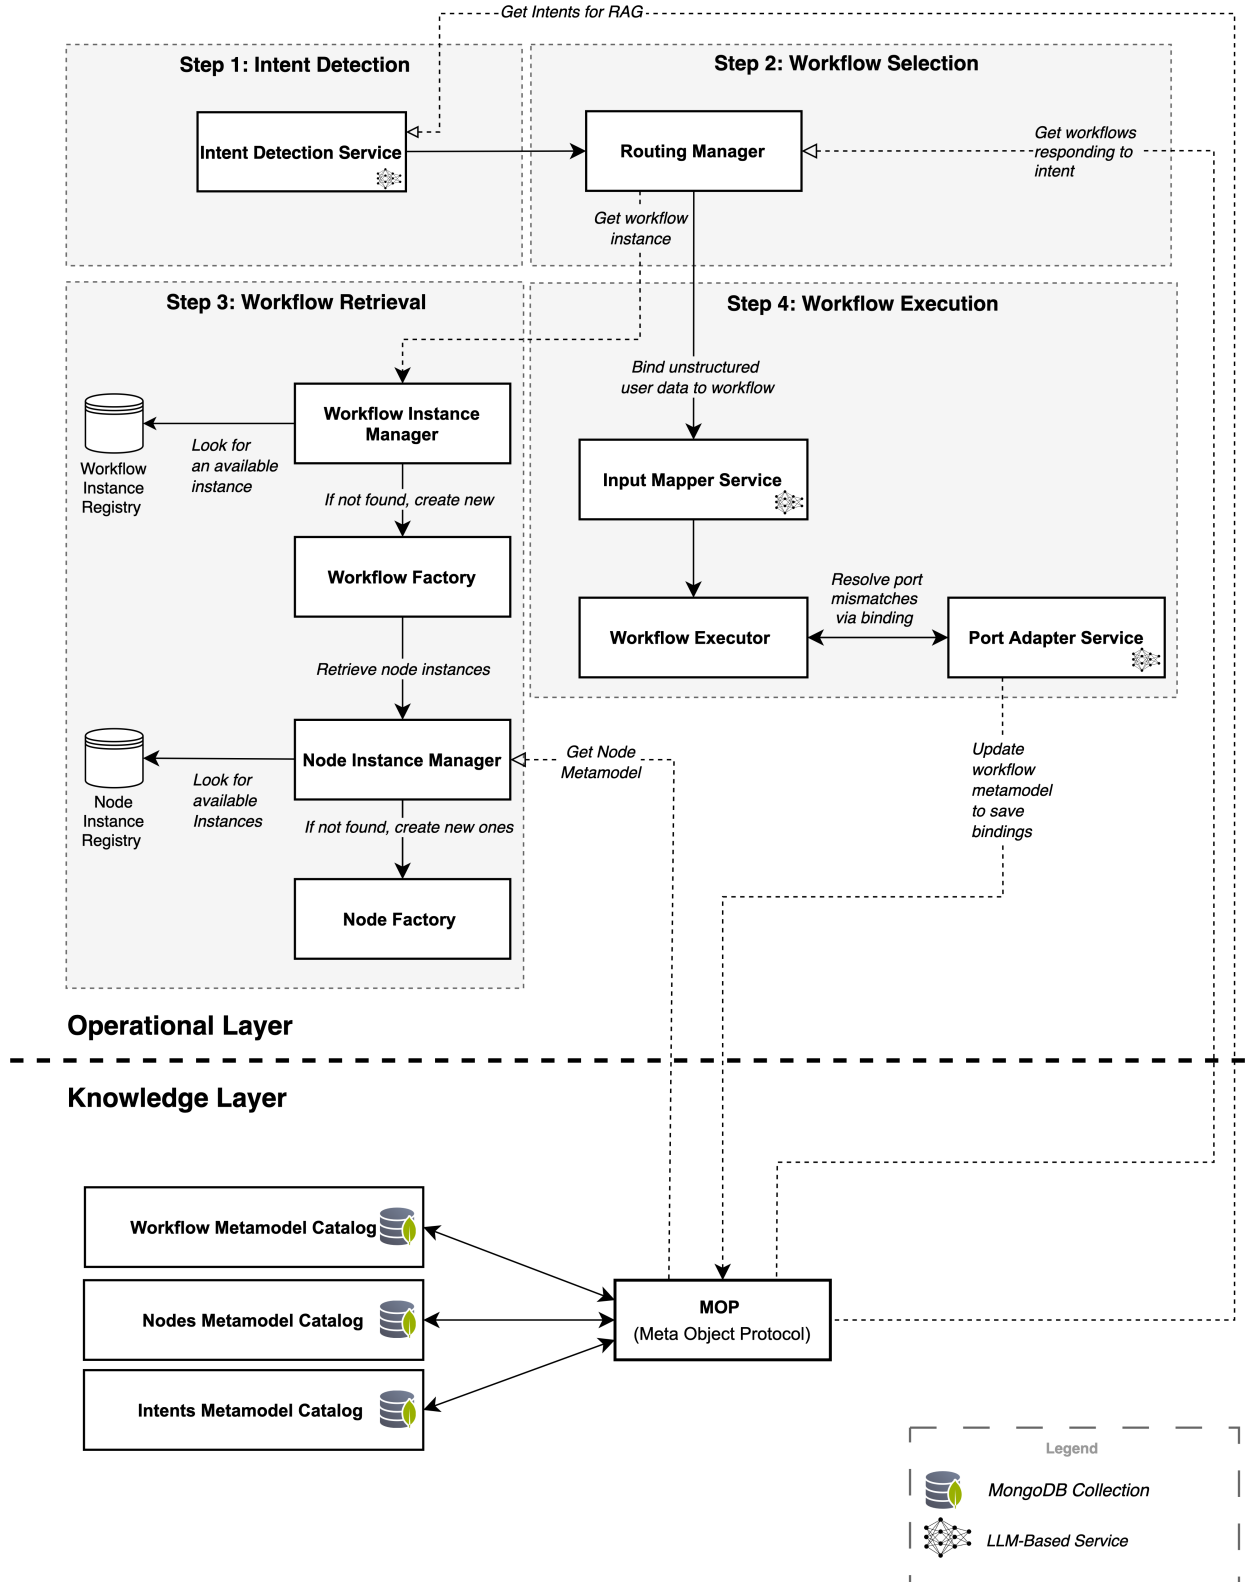 Get Intents for RAG
Step 1: Intent Detection
Intent Detection Service
Step 2: Workflow Selection
Routing Manager
Get workflows
responding to
intent
Get workflow
instance
Step 3: Workflow Retrieval
Workflow Instance
Manager
Workflow
Instance
Registry
Look for
an available
instance
If not found, create new
Workflow Factory
Retrieve node instances
Node Instance Manager
Node
Instance
Registry
Look for
available
Instances
If not found, create new ones
Node Factory
Step 4: Workflow Execution
Bind unstructured
user data to workflow
Input Mapper Service
Workflow Executor
Resolve port
mismatches
via binding
Port Adapter Service
Get Node
Metamodel
Update
workflow
metamodel
to save
bindings
Operational Layer
Knowledge Layer
Workflow Metamodel Catalog
Nodes Metamodel Catalog
Intents Metamodel Catalog
MOP
(Meta Object Protocol)
Legend
MongoDB Collection
LLM-Based Service